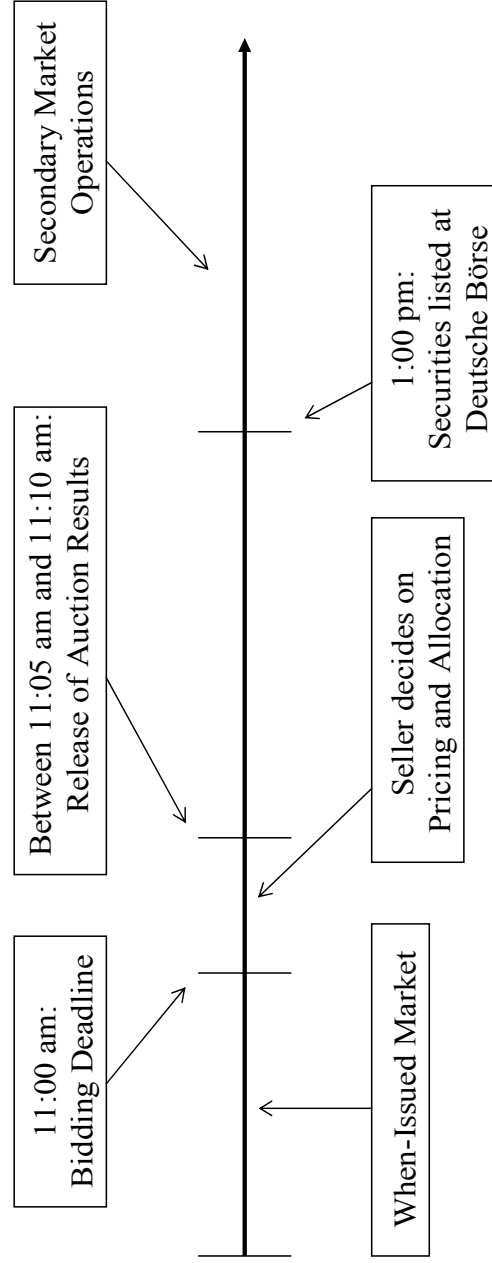 11:00 am:
Bidding Deadline
Between 11:05 am and 11:10 am:
Release of Auction Results
Secondary Market
Operations
When-Issued Market
Seller decides on
Pricing and Allocation
1:00 pm:
Securities listed at
Deutsche Börse